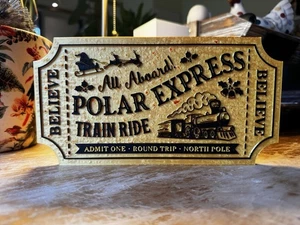 All Aboard!
POLAR EXPRESS
TRAIN RIDE
ADMIT ONE • ROUND TRIP • NORTH POLE
BELIEVE
BELIEVE